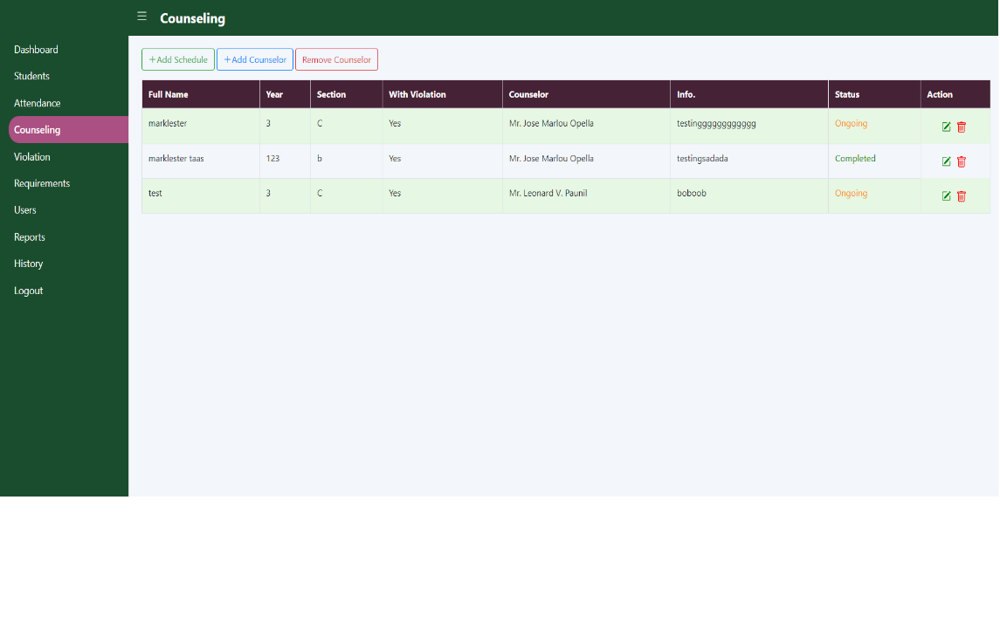 ☰ Counseling
Dashboard
Students
Attendance
Counseling
Violation
Requirements
Users
Reports
History
Logout
+Add Schedule +Add Counselor Remove Counselor
Full Name Year Section With Violation Counselor Info. Status Action
marklester 3 C Yes Mr. Jose Marlou Opella testingggggggggggg Ongoing
marklester taas 123 b Yes Mr. Jose Marlou Opella testingsadada Completed
test 3 C Yes Mr. Leonard V. Paunil boboob Ongoing